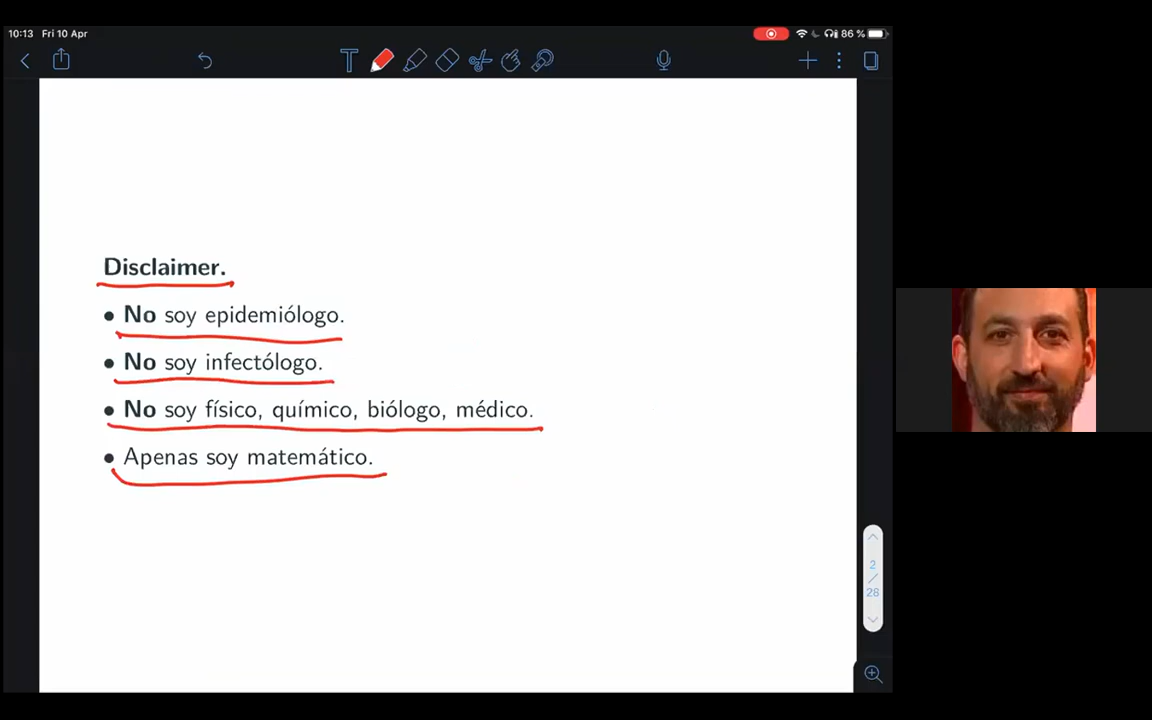 10:13 Fri 10 Apr
86 %
T
Disclaimer.
• No soy epidemiólogo.
• No soy infectólogo.
• No soy físico, químico, biólogo, médico.
• Apenas soy matemático.
2
/
28